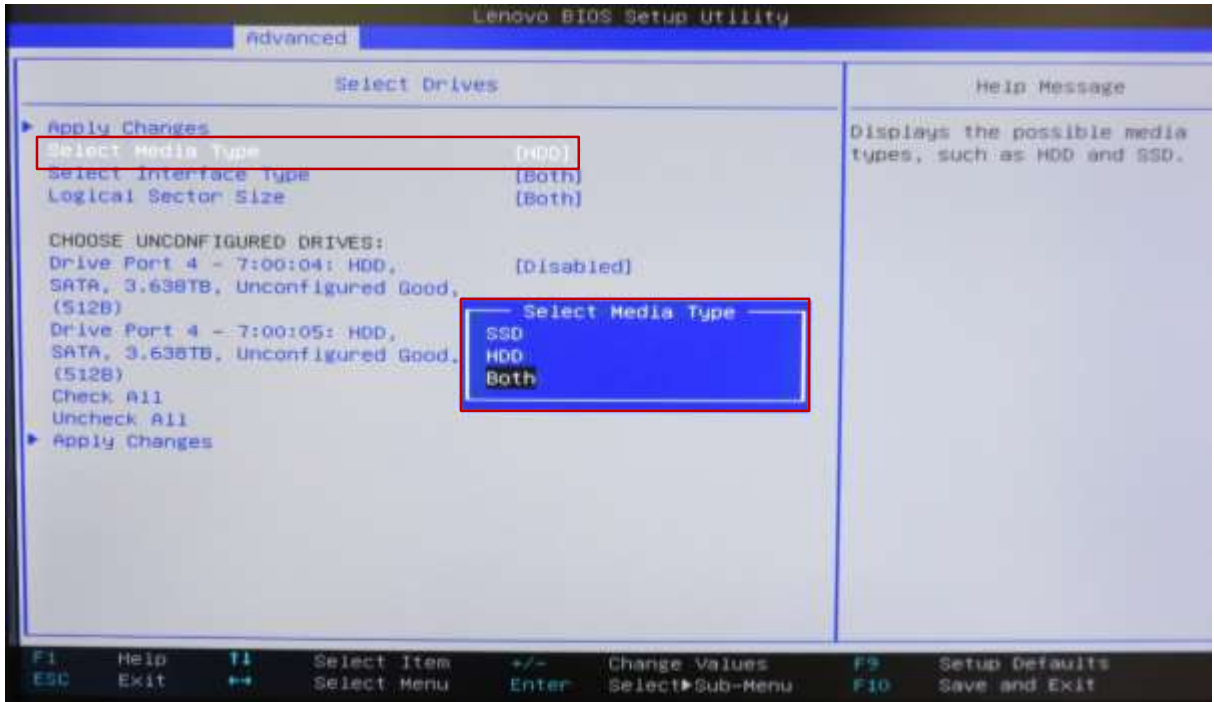 Lenovo BIOS Setup Utility
Advanced
Select Drives
Help Message
Apply Changes
Select Media Type [HDD]
Select Interface Type [Both]
Logical Sector Size [Both]
CHOOSE UNCONFIGURED DRIVES:
Drive Port 4 - 7:00:04: HDD, [Disabled]
SATA, 3.638TB, Unconfigured Good,
(512B)
Drive Port 4 - 7:00:05: HDD,
SATA, 3.638TB, Unconfigured Good,
(512B)
Check All
Uncheck All
Apply Changes
Select Media Type
SSD
HDD
Both
Displays the possible media
types, such as HDD and SSD.
F1 Help ↑↓ Select Item +/- Change Values F9 Setup Defaults
ESC Exit ←→ Select Menu Enter Select▶Sub-Menu F10 Save and Exit